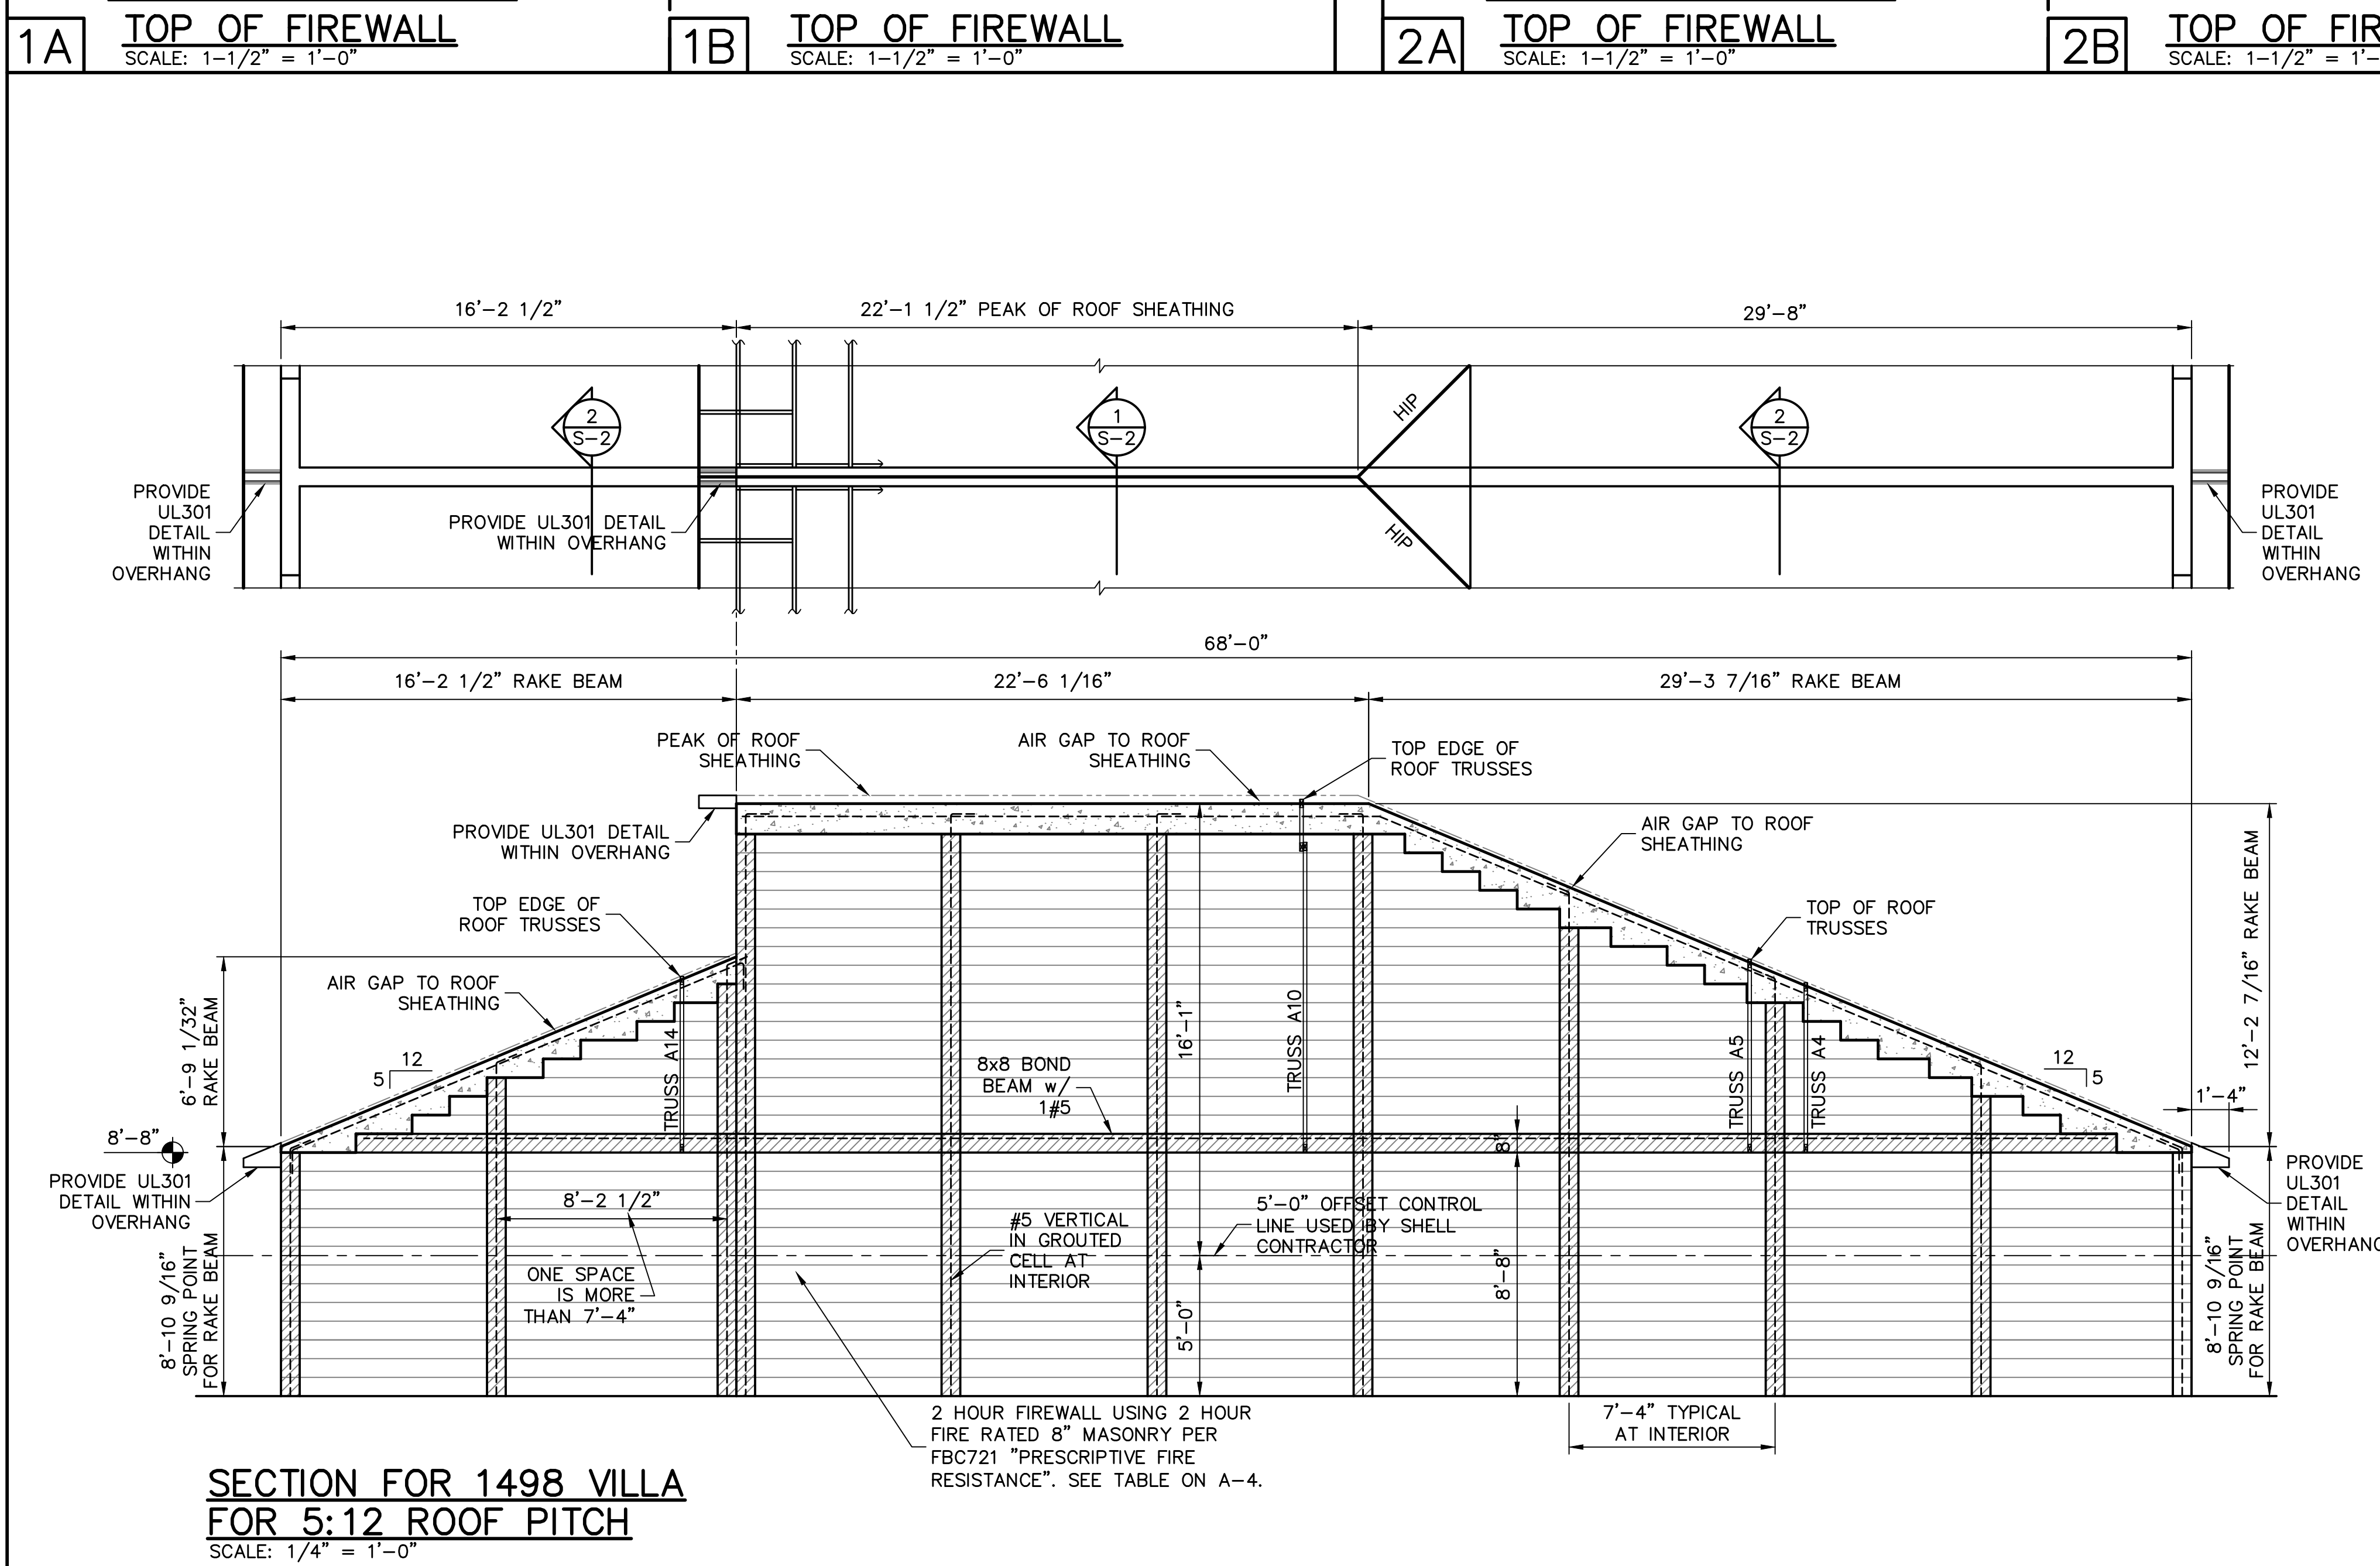 1A
TOP OF FIREWALL
SCALE: 1-1/2" = 1'-0"
1B
TOP OF FIREWALL
SCALE: 1-1/2" = 1'-0"
2A
TOP OF FIREWALL
SCALE: 1-1/2" = 1'-0"
2B
TOP OF FIR
SCALE: 1-1/2" = 1'-
16'-2 1/2"
22'-1 1/2" PEAK OF ROOF SHEATHING
29'-8"
2
S-2
1
S-2
2
S-2
HIP
HIP
PROVIDE
UL301
DETAIL
WITHIN
OVERHANG
PROVIDE UL301 DETAIL
WITHIN OVERHANG
PROVIDE
UL301
DETAIL
WITHIN
OVERHANG
68'-0"
16'-2 1/2" RAKE BEAM
22'-6 1/16"
29'-3 7/16" RAKE BEAM
PEAK OF ROOF
SHEATHING
AIR GAP TO ROOF
SHEATHING
TOP EDGE OF
ROOF TRUSSES
PROVIDE UL301 DETAIL
WITHIN OVERHANG
AIR GAP TO ROOF
SHEATHING
TOP EDGE OF
ROOF TRUSSES
TOP OF ROOF
TRUSSES
AIR GAP TO ROOF
SHEATHING
6'-9 1/32"
RAKE BEAM
12'-2 7/16" RAKE BEAM
12
5
TRUSS A14
8x8 BOND
BEAM w/
1#5
16'-1"
TRUSS A10
TRUSS A5
TRUSS A4
12
5
1'-4"
8'-8"
8"
PROVIDE UL301
DETAIL WITHIN
OVERHANG
8'-2 1/2"
#5 VERTICAL
IN GROUTED
CELL AT
INTERIOR
5'-0" OFFSET CONTROL
LINE USED BY SHELL
CONTRACTOR
PROVIDE
UL301
DETAIL
WITHIN
OVERHANG
8'-10 9/16"
SPRING POINT
FOR RAKE BEAM
ONE SPACE
IS MORE
THAN 7'-4"
5'-0"
8'-8"
8'-10 9/16"
SPRING POINT
FOR RAKE BEAM
2 HOUR FIREWALL USING 2 HOUR
FIRE RATED 8" MASONRY PER
FBC721 "PRESCRIPTIVE FIRE
RESISTANCE". SEE TABLE ON A-4.
7'-4" TYPICAL
AT INTERIOR
SECTION FOR 1498 VILLA
FOR 5:12 ROOF PITCH
SCALE: 1/4" = 1'-0"